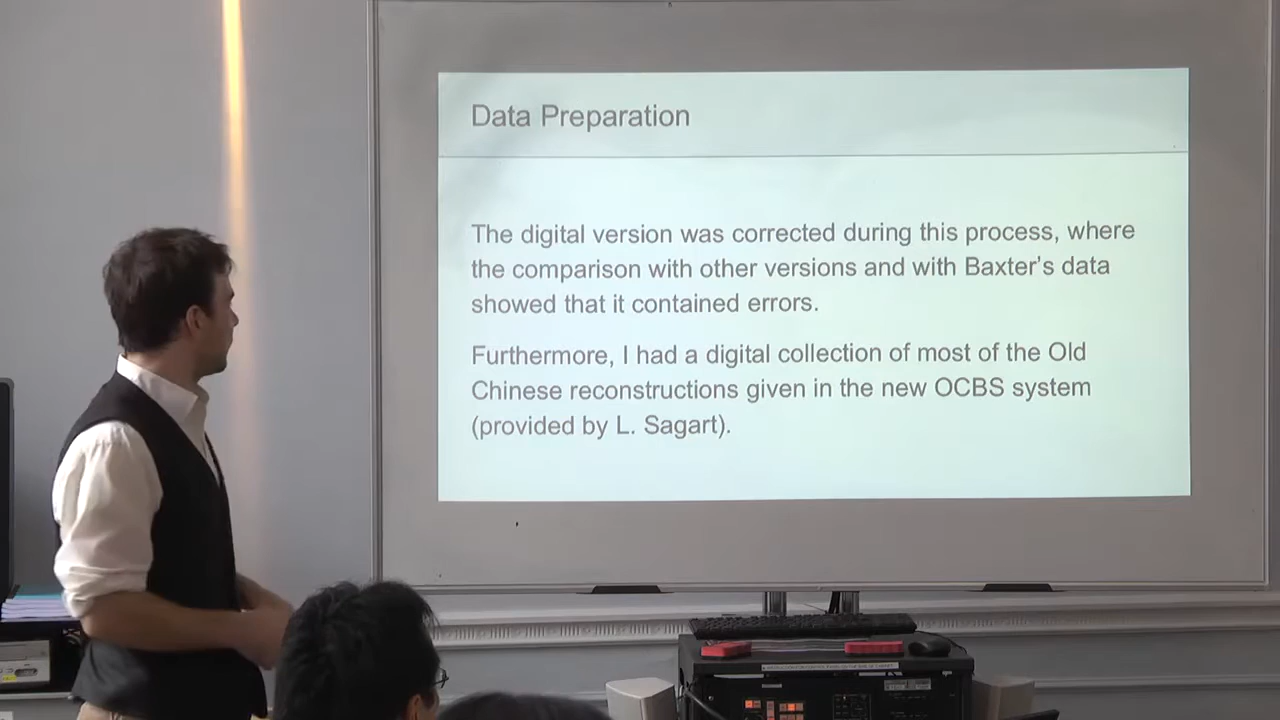 Data Preparation
The digital version was corrected during this process, where
the comparison with other versions and with Baxter's data
showed that it contained errors.
Furthermore, I had a digital collection of most of the Old
Chinese reconstructions given in the new OCBS system
(provided by L. Sagart).